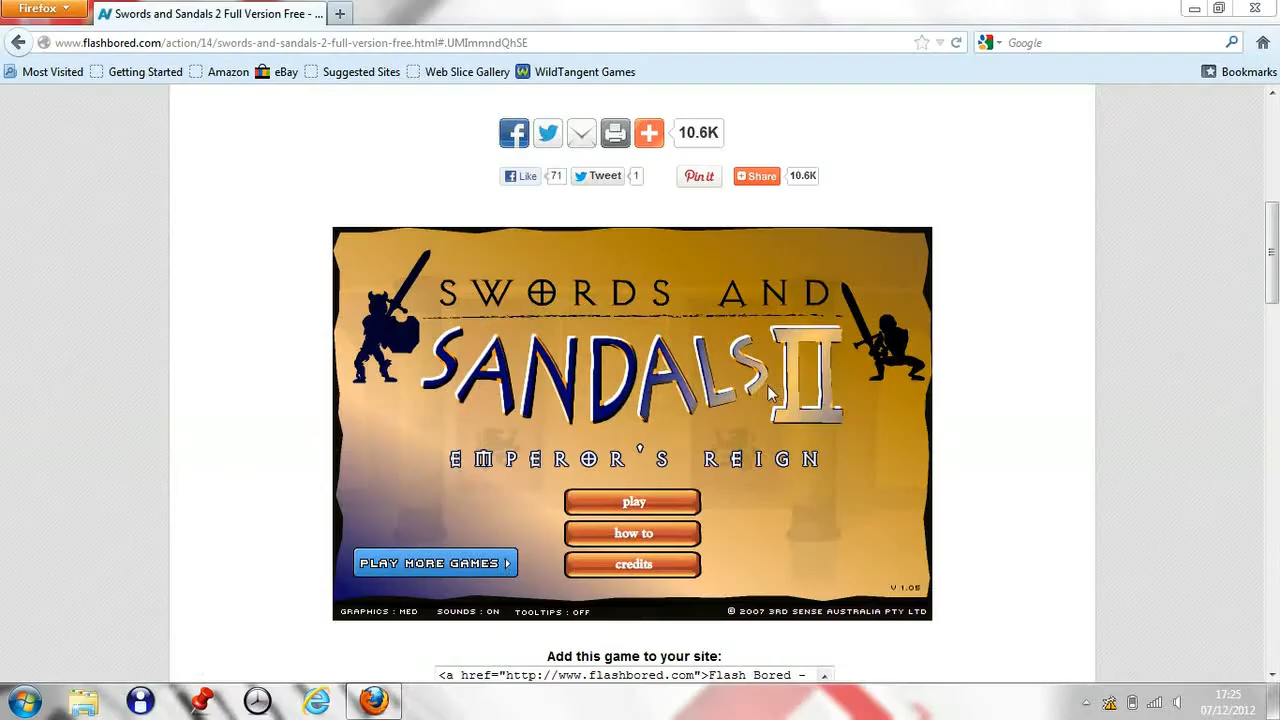 Firefox
Swords and Sandals 2 Full Version Free - ...
www.flashbored.com/action/14/swords-and-sandals-2-full-version-free.html#.UMImmndQhSE
Google
Most Visited
Getting Started
Amazon
eBay
Suggested Sites
Web Slice Gallery
WildTangent Games
Bookmarks
10.6K
Like
71
Tweet
1
Pin it
Share
10.6K
SWORDS AND
SANDALS II
EMPEROR'S REIGN
play
how to
credits
PLAY MORE GAMES
V 1.05
GRAPHICS : MED
SOUNDS : ON
TOOLTIPS : OFF
© 2007 3RD SENSE AUSTRALIA PTY LTD
Add this game to your site:
<a href="http://www.flashbored.com">Flash Bored -
17:25
07/12/2012